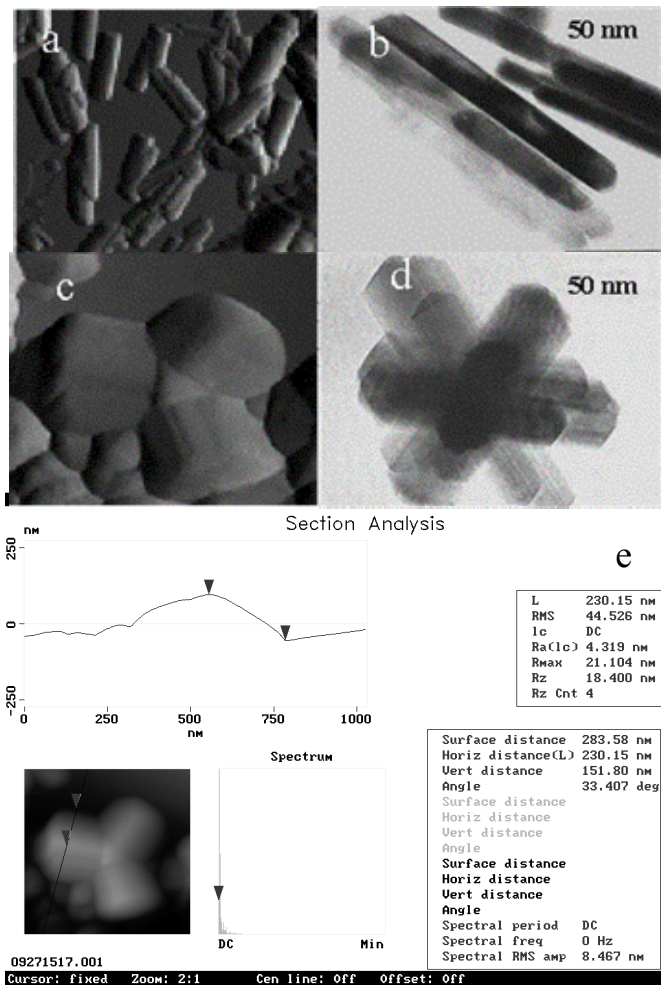 a
b
50 nm
c
d
50 nm
Section Analysis
e
nm
250
0
-250
0 250 500 750 1000
nm
L 230.15 nm
RMS 44.526 nm
lc DC
Ra(lc) 4.319 nm
Rmax 21.104 nm
Rz 18.400 nm
Rz Cnt 4
Spectrum
DC Min
Surface distance 283.58 nm
Horiz distance(L) 230.15 nm
Vert distance 151.80 nm
Angle 33.407 deg
Surface distance
Horiz distance
Vert distance
Angle
Surface distance
Horiz distance
Vert distance
Angle
Spectral period DC
Spectral freq 0 Hz
Spectral RMS amp 8.467 nm
09271517.001
Cursor: fixed Zoom: 2:1 Cen line: Off Offset: Off